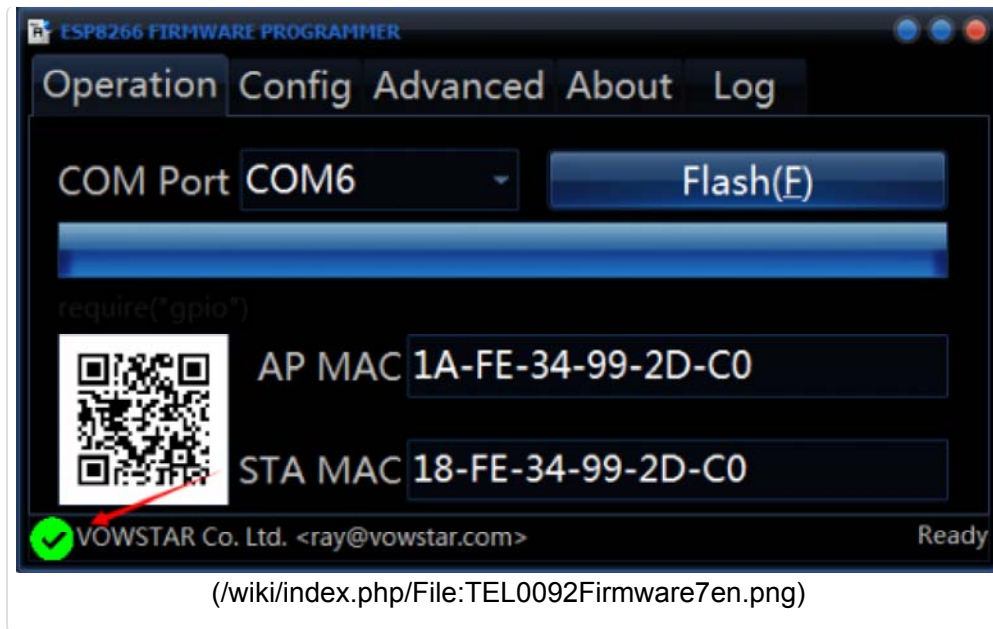 ESP8266 FIRMWARE PROGRAMMER
Operation Config Advanced About Log
COM Port COM6 Flash(F)
require("gpio")
AP MAC 1A-FE-34-99-2D-C0
STA MAC 18-FE-34-99-2D-C0
VOWSTAR Co. Ltd. <ray@vowstar.com> Ready
(/wiki/index.php/File:TEL0092Firmware7en.png)